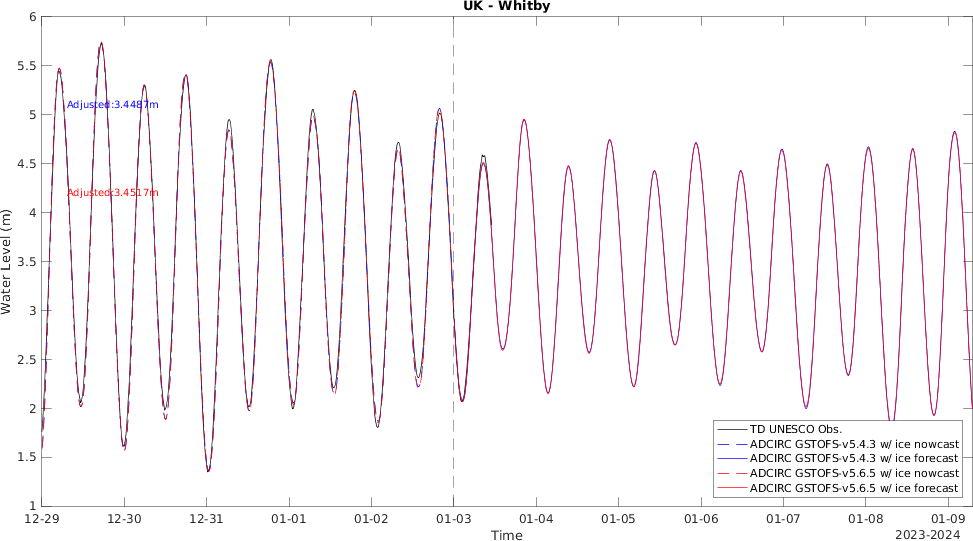 UK - Whitby
Water Level (m)
6
5.5
5
4.5
4
3.5
3
2.5
2
1.5
1
Adjusted:3.4487m
Adjusted:3.4517m
TD UNESCO Obs.
ADCIRC GSTOFS-v5.4.3 w/ ice nowcast
ADCIRC GSTOFS-v5.4.3 w/ ice forecast
ADCIRC GSTOFS-v5.6.5 w/ ice nowcast
ADCIRC GSTOFS-v5.6.5 w/ ice forecast
12-29 12-30 12-31 01-01 01-02 01-03 01-04 01-05 01-06 01-07 01-08 01-09
Time
2023-2024